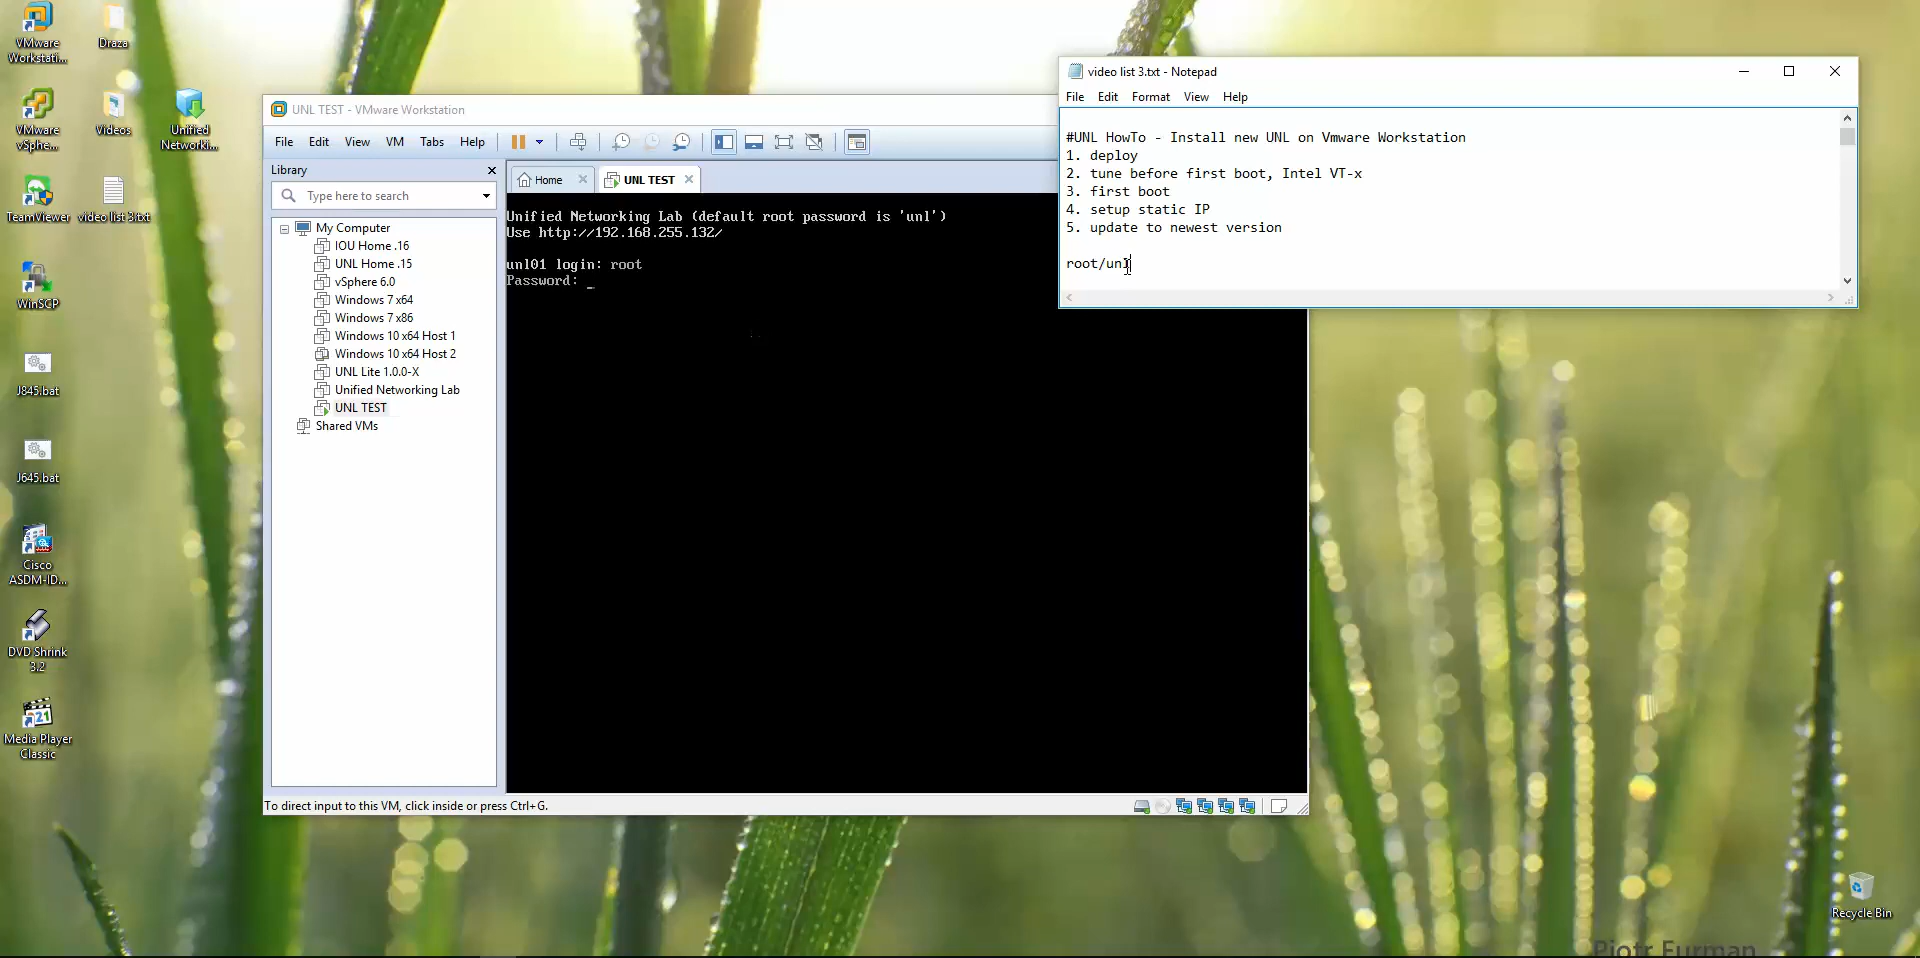 VMware
Workstati...
Draza
VMware
vSphe...
Videos
Unified
Networki...
TeamViewer
video list 3.txt
WinSCP
J845.bat
J645.bat
Cisco
ASDM-ID...
DVD Shrink
3.2
321
Media Player
Classic
UNL TEST - VMware Workstation
File Edit View VM Tabs Help
Library
Type here to search
My Computer
IOU Home .16
UNL Home .15
vSphere 6.0
Windows 7 x64
Windows 7 x86
Windows 10 x64 Host 1
Windows 10 x64 Host 2
UNL Lite 1.0.0-X
Unified Networking Lab
UNL TEST
Shared VMs
Home
UNL TEST
Unified Networking Lab (default root password is 'unl')
Use http://192.168.255.132/
unl01 login: root
Password: _
To direct input to this VM, click inside or press Ctrl+G.
video list 3.txt - Notepad
File Edit Format View Help
#UNL HowTo - Install new UNL on Vmware Workstation
1. deploy
2. tune before first boot, Intel VT-x
3. first boot
4. setup static IP
5. update to newest version
root/unl
Recycle Bin
Piotr Furman